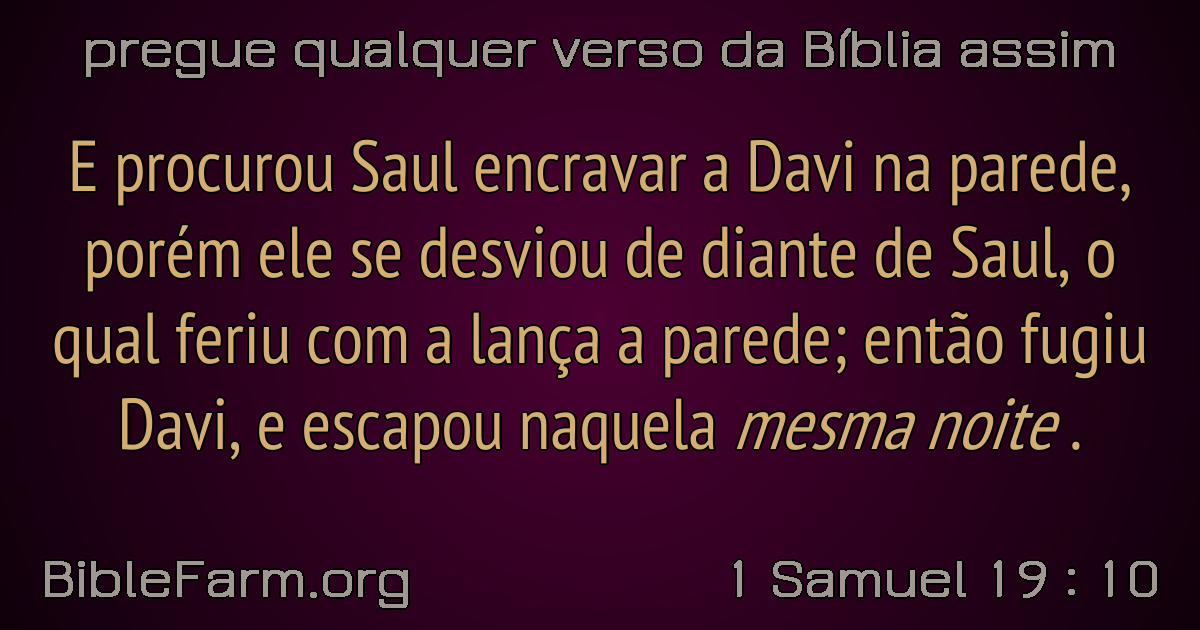 pregue qualquer verso da Bíblia assim
E procurou Saul encravar a Davi na parede,
porém ele se desviou de diante de Saul, o
qual feriu com a lança a parede; então fugiu
Davi, e escapou naquela mesma noite .
BibleFarm.org
1 Samuel 19 : 10